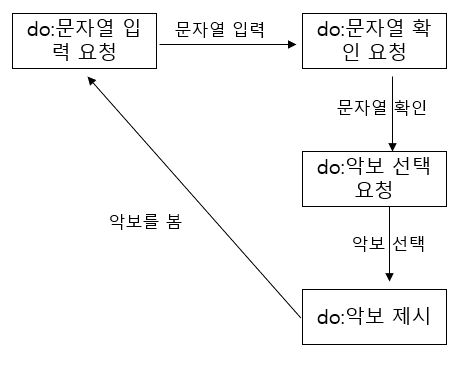 do:문자열 입
력 요청
문자열 입력
do:문자열 확
인 요청
문자열 확인
do:악보 선택
요청
악보를 봄
악보 선택
do:악보 제시